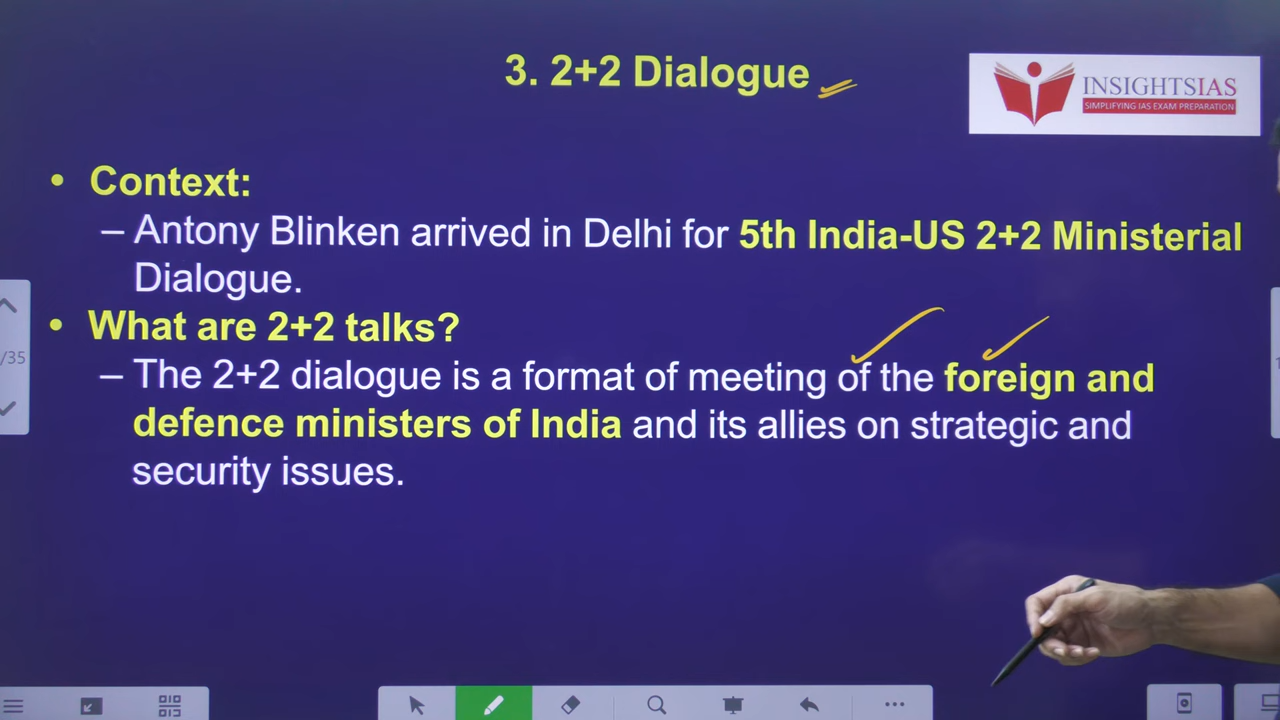 3. 2+2 Dialogue
INSIGHTSIAS
SIMPLIFYING IAS EXAM PREPARATION
• Context:
– Antony Blinken arrived in Delhi for 5th India-US 2+2 Ministerial
Dialogue.
• What are 2+2 talks?
/35
– The 2+2 dialogue is a format of meeting of the foreign and
defence ministers of India and its allies on strategic and
security issues.